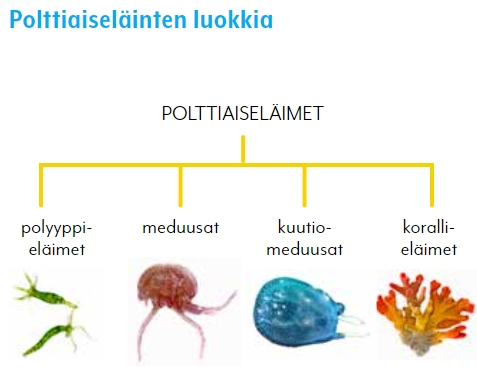 Polttiaiseläinten luokkia
POLTTIAISELÄIMET
polyyppi-
eläimet
meduusat
kuutio-
meduusat
koralli-
eläimet